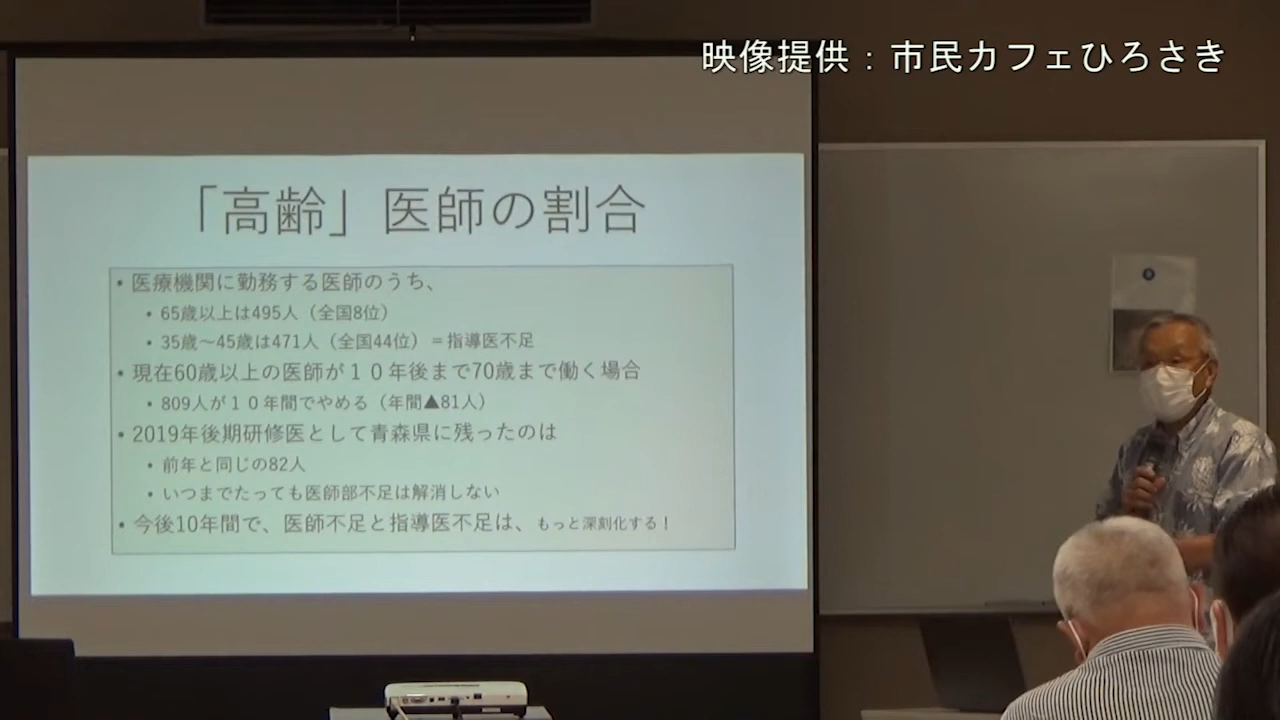 映像提供：市民カフェひろさき
「高齢」医師の割合
• 医療機関に勤務する医師のうち、
• 65歳以上は495人（全国8位）
• 35歳～45歳は471人（全国44位）＝指導医不足
• 現在60歳以上の医師が１０年後まで70歳まで働く場合
• 809人が１０年間でやめる（年間▲81人）
• 2019年後期研修医として青森県に残ったのは
• 前年と同じの82人
• いつまでたっても医師部不足は解消しない
• 今後10年間で、医師不足と指導医不足は、もっと深刻化する！